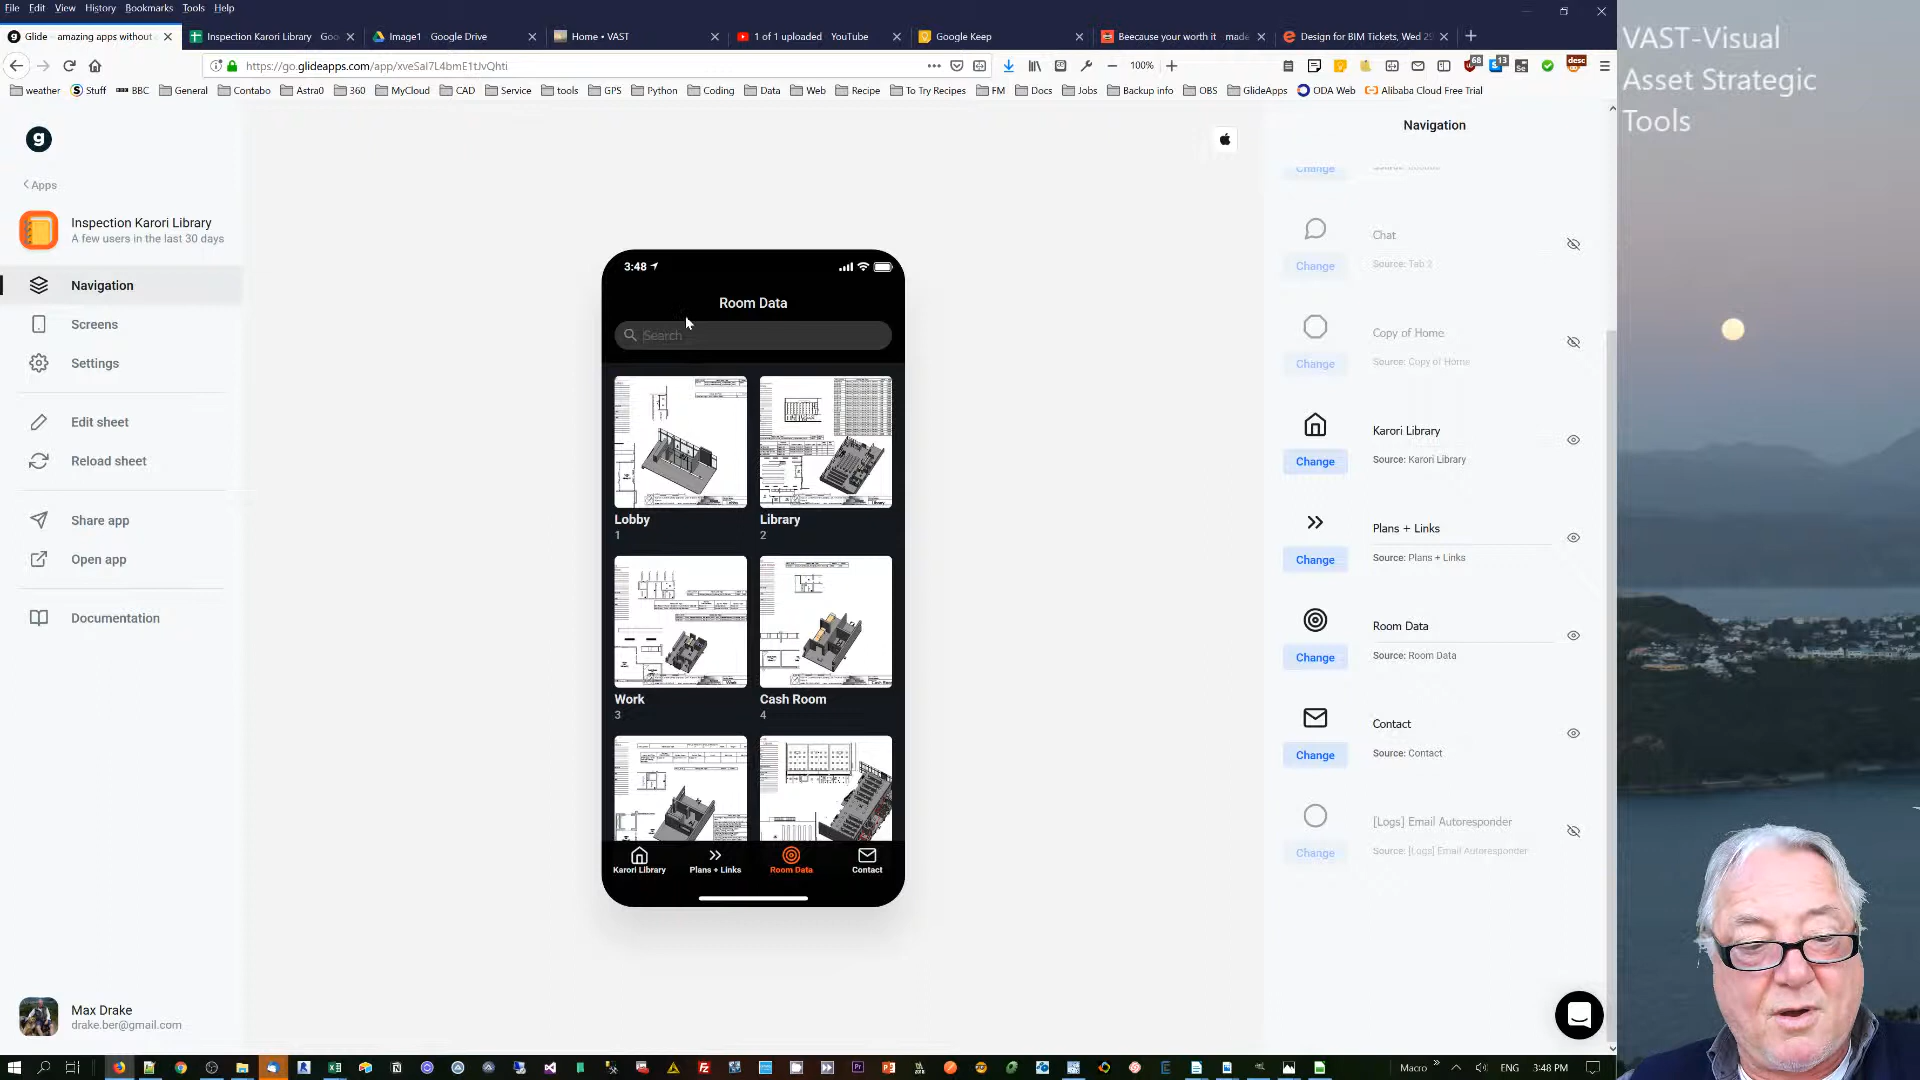 File Edit View History Bookmarks Tools Help
Glide – amazing apps without
Inspection Karori Library Goo
Image1 Google Drive
Home • VAST
1 of 1 uploaded YouTube
Google Keep
Beecause your worth it made
Design for BIM Tickets, Wed 29
https://go.glideapps.com/app/xveSaI7L4bmE1tJvQhti
100%
68
13
desc
weather Stuff BBC General Contabo Astra0 360 MyCloud CAD Service tools GPS Python Coding Data Web Recipe To Try Recipes FM Docs Jobs Backup info OBS GlideApps ODA Web Alibaba Cloud Free Trial
VAST-Visual
Asset Strategic
Tools
g
Apps
Inspection Karori Library
A few users in the last 30 days
Navigation
Screens
Settings
Edit sheet
Reload sheet
Share app
Open app
Documentation
Max Drake
drake.ber@gmail.com
3:48
Room Data
Search
Lobby
1
Library
2
Work
3
Cash Room
4
Karori Library
Plans + Links
Room Data
Contact
Navigation
Change
Chat
Change
Source: Tab 2
Copy of Home
Change
Source: Copy of Home
Karori Library
Change
Source: Karori Library
Plans + Links
Change
Source: Plans + Links
Room Data
Change
Source: Room Data
Contact
Change
Source: Contact
[Logs] Email Autoresponder
Change
Source: [Logs] Email Autoresponder
Macro
ENG
3:48 PM